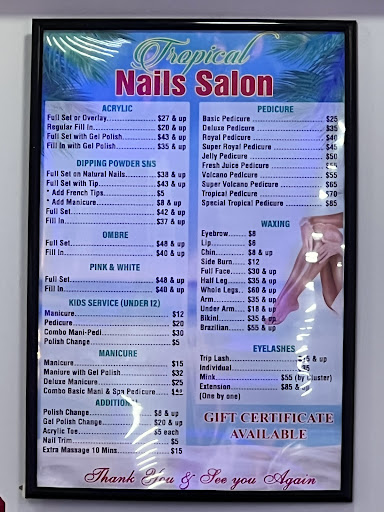 Tropical
Nails Salon
ACRYLIC
Full Set or Overlay $27 & up
Regular Fill In $20 & up
Full Set with Gel Polish $43 & up
Fill In with Gel Polish $35 & up
DIPPING POWDER SNS
Full Set on Natural Nails $38 & up
Full Set with Tip $43 & up
* Add French Tips $5
* Add Manicure $8 & up
Full Set $42 & up
Fill In $37 & up
OMBRE
Full Set $48 & up
Fill In $40 & up
PINK & WHITE
Full Set $48 & up
Fill In $40 & up
KIDS SERVICE (UNDER 12)
Manicure $12
Pedicure $20
Combo Mani-Pedi $30
Polish Change $5
MANICURE
Manicure $15
Maniure with Gel Polish $32
Deluxe Manicure $25
Combo Basic Mani & Spa Pedicure
ADDITIONAL
Polish Change $8 & up
Gel Polish Change $20 & up
Acrylic Toe $5 each
Nail Trim $5
Extra Massage 10 Mins $15
PEDICURE
Basic Pedicure $25
Deluxe Pedicure $35
Royal Pedicure $40
Super Royal Pedicure $45
Jelly Pedicure $50
Fresh Juice Pedicure $55
Volcano Pedicure $55
Super Volcano Pedicure $65
Tropical Pedicure $70
Special Tropical Pedicure $85
WAXING
Eyebrow $8
Lip $6
Chin $8 & up
Side Burn $12
Full Face $30 & up
Half Leg $35 & up
Whole Legs $60 & up
Arm $35 & up
Under Arm $18 & up
Bikini $35 & up
Brazilian $55 & up
EYELASHES
Trip Lash & up
Individual
Mink $55 (by Cluster)
Extension $85 &
(One by one)
GIFT CERTIFICATE
AVAILABLE
Thank You & See you Again